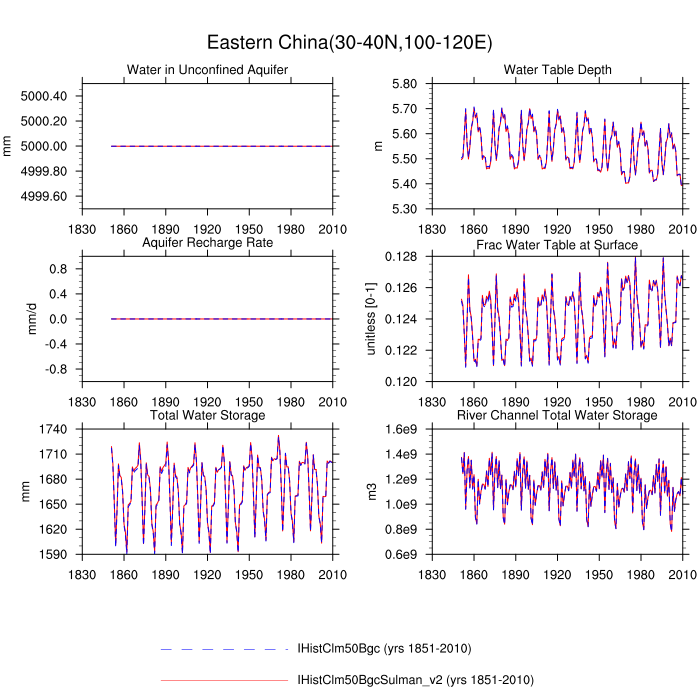 Eastern China(30-40N,100-120E)
Water in Unconfined Aquifer
Water Table Depth
mm
5000.40
5000.20
5000.00
4999.80
4999.60
1830 1860 1890 1920 1950 1980 2010
m
5.80
5.70
5.60
5.50
5.40
5.30
1830 1860 1890 1920 1950 1980 2010
Aquifer Recharge Rate
Frac Water Table at Surface
mm/d
0.8
0.4
0.0
-0.4
-0.8
1830 1860 1890 1920 1950 1980 2010
unitless [0-1]
0.128
0.126
0.124
0.122
0.120
1830 1860 1890 1920 1950 1980 2010
Total Water Storage
River Channel Total Water Storage
mm
1740
1710
1680
1650
1620
1590
1830 1860 1890 1920 1950 1980 2010
m3
1.6e9
1.4e9
1.2e9
1.0e9
0.8e9
0.6e9
1830 1860 1890 1920 1950 1980 2010
IHistClm50Bgc (yrs 1851-2010)
IHistClm50BgcSulman_v2 (yrs 1851-2010)